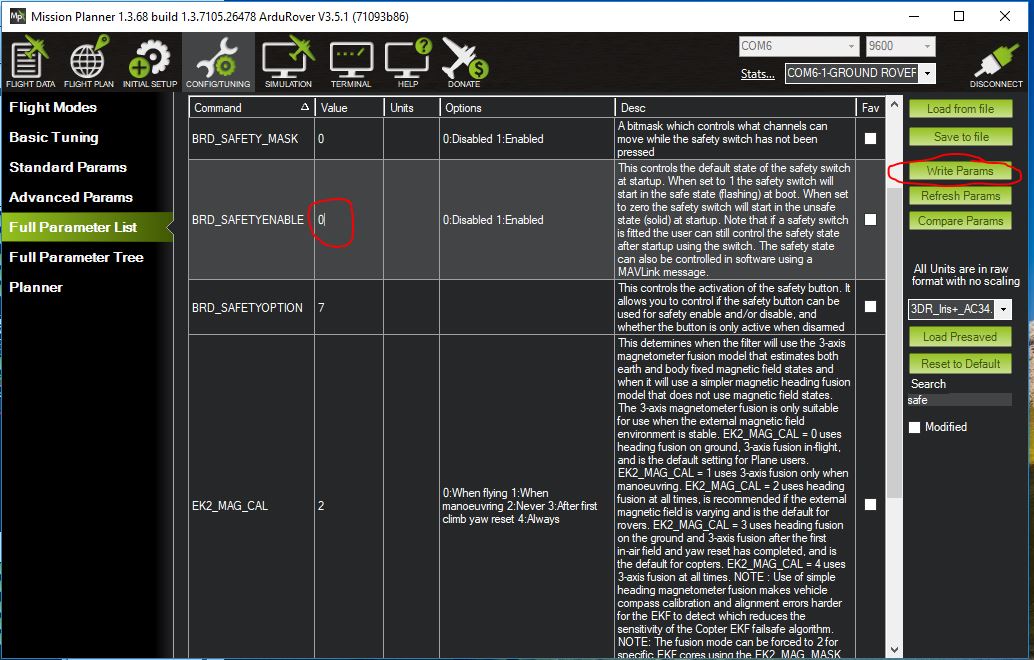 Mission Planner 1.3.68 build 1.3.7105.26478 ArduRover V3.5.1 (71093b86)
FLIGHT DATA
FLIGHT PLAN
INITIAL SETUP
CONFIG/TUNING
SIMULATION
TERMINAL
HELP
DONATE
COM6
9600
Stats...
COM6-1-GROUND ROVEF
DISCONNECT
Flight Modes
Basic Tuning
Standard Params
Advanced Params
Full Parameter List
Full Parameter Tree
Planner
Command
Value
Units
Options
Desc
Fav
BRD_SAFETY_MASK
0
0:Disabled 1:Enabled
A bitmask which controls what channels can
move while the safety switch has not been
pressed
BRD_SAFETYENABLE
0
0:Disabled 1:Enabled
This controls the default state of the safety switch
at startup. When set to 1 the safety switch will
start in the safe state (flashing) at boot. When set
to zero the safety switch will start in the unsafe
state (solid) at startup. Note that if a safety switch
is fitted the user can still control the safety state
after startup using the switch. The safety state
can also be controlled in software using a
MAVLink message.
BRD_SAFETYOPTION
7
This controls the activation of the safety button. It
allows you to control if the safety button can be
used for safety enable and/or disable, and
whether the button is only active when disarmed
EK2_MAG_CAL
2
0:When flying 1:When
manoeuvring 2:Never 3:After first
climb yaw reset 4:Always
This determines when the filter will use the 3-axis
magnetometer fusion model that estimates both
earth and body fixed magnetic field states and
when it will use a simpler magnetic heading fusion
model that does not use magnetic field states.
The 3-axis magnetometer fusion is only suitable
for use when the external magnetic field
environment is stable. EK2_MAG_CAL = 0 uses
heading fusion on ground, 3-axis fusion in-flight,
and is the default setting for Plane users.
EK2_MAG_CAL = 1 uses 3-axis fusion only when
manoeuvring. EK2_MAG_CAL = 2 uses heading
fusion at all times, is recommended if the external
magnetic field is varying and is the default for
rovers. EK2_MAG_CAL = 3 uses heading fusion
on the ground and 3-axis fusion after the first
in-air field and yaw reset has completed, and is
the default for copters. EK2_MAG_CAL = 4 uses
3-axis fusion at all times. NOTE : Use of simple
heading magnetometer fusion makes vehicle
compass calibration and alignment errors harder
for the EKF to detect which reduces the
sensitivity of the Copter EKF failsafe algorithm.
NOTE: The fusion mode can be forced to 2 for
specific EKF cores using the EK2_MAG_MASK
Load from file
Save to file
Write Params
Refresh Params
Compare Params
All Units are in raw
format with no scaling
3DR_Iris+_AC34.
Load Presaved
Reset to Default
Search
safe
Modified